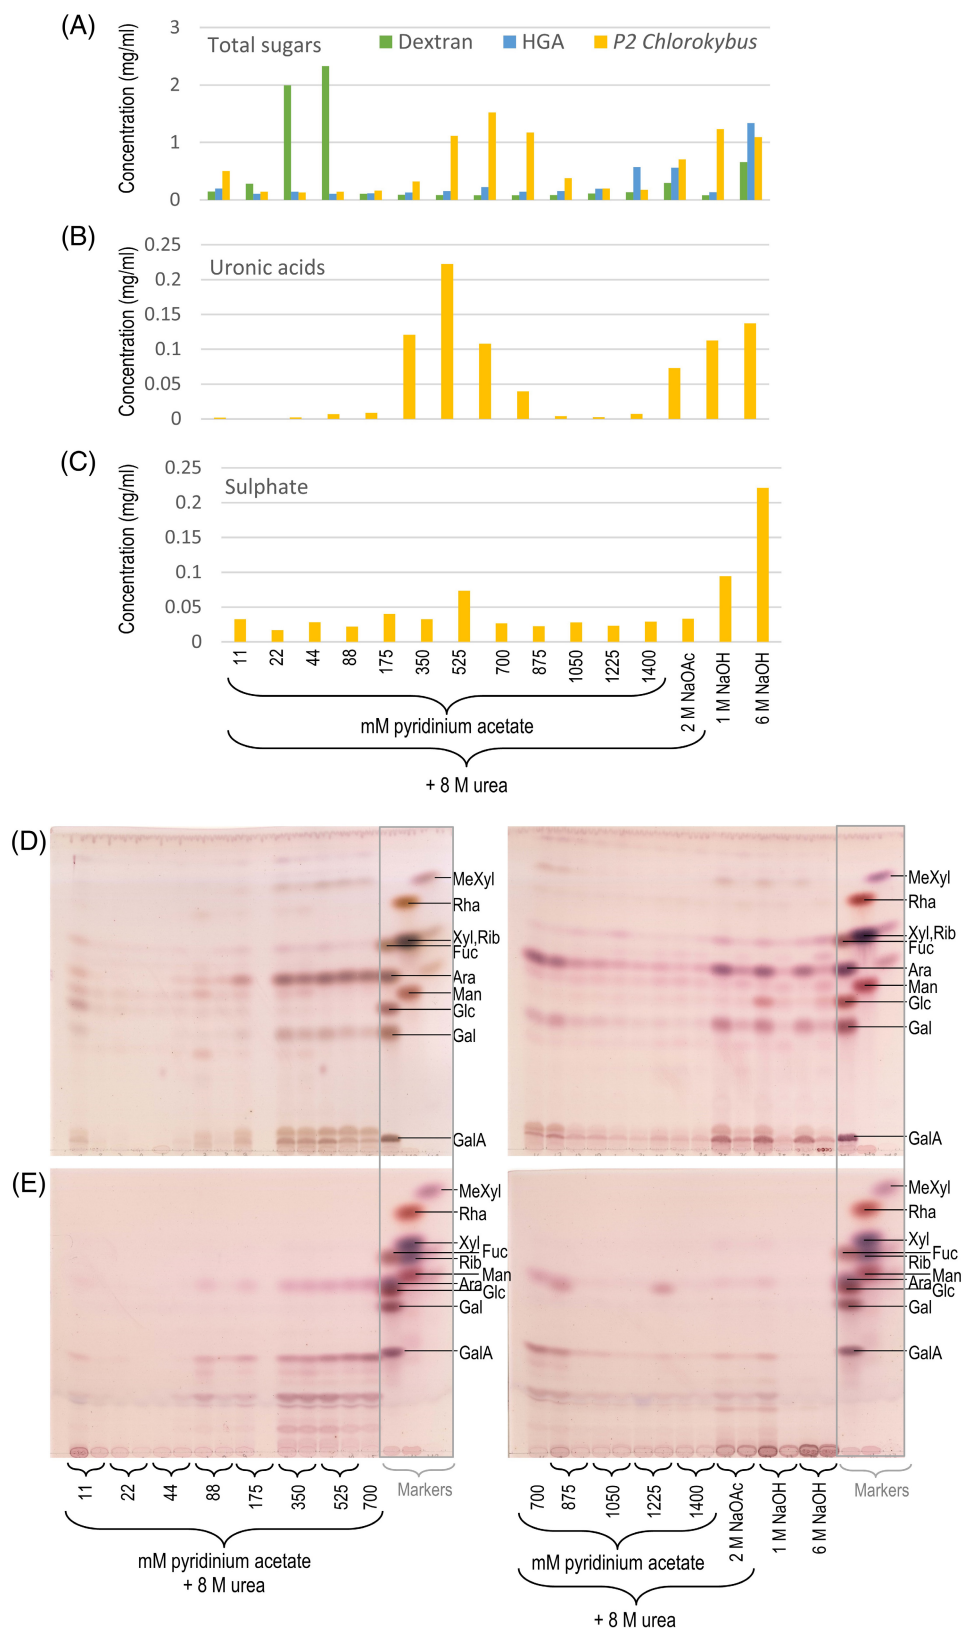 (A)
Total sugars
Dextran
HGA
P2 Chlorokybus
Concentration (mg/ml)
3
2
1
0
(B)
Uronic acids
Concentration (mg/ml)
0.25
0.2
0.15
0.1
0.05
0
(C)
Sulphate
Concentration (mg/ml)
0.25
0.2
0.15
0.1
0.05
0
11 22 44 88 175 350 525 700 875 1050 1225 1400 2 M NaOAc 1 M NaOH 6 M NaOH
mM pyridinium acetate
+ 8 M urea
(D)
MeXyl
Rha
Xyl,Rib
Fuc
Ara
Man
Glc
Gal
GalA
MeXyl
Rha
Xyl,Rib
Fuc
Ara
Man
Glc
Gal
GalA
(E)
MeXyl
Rha
Xyl
Fuc
Rib
Man
Ara
Glc
Gal
GalA
MeXyl
Rha
Xyl
Fuc
Rib
Man
Ara
Glc
Gal
GalA
11 22 44 88 175 350 525 700 Markers
mM pyridinium acetate
+ 8 M urea
700 875 1050 1225 1400 2 M NaOAc 1 M NaOH 6 M NaOH Markers
mM pyridinium acetate
+ 8 M urea